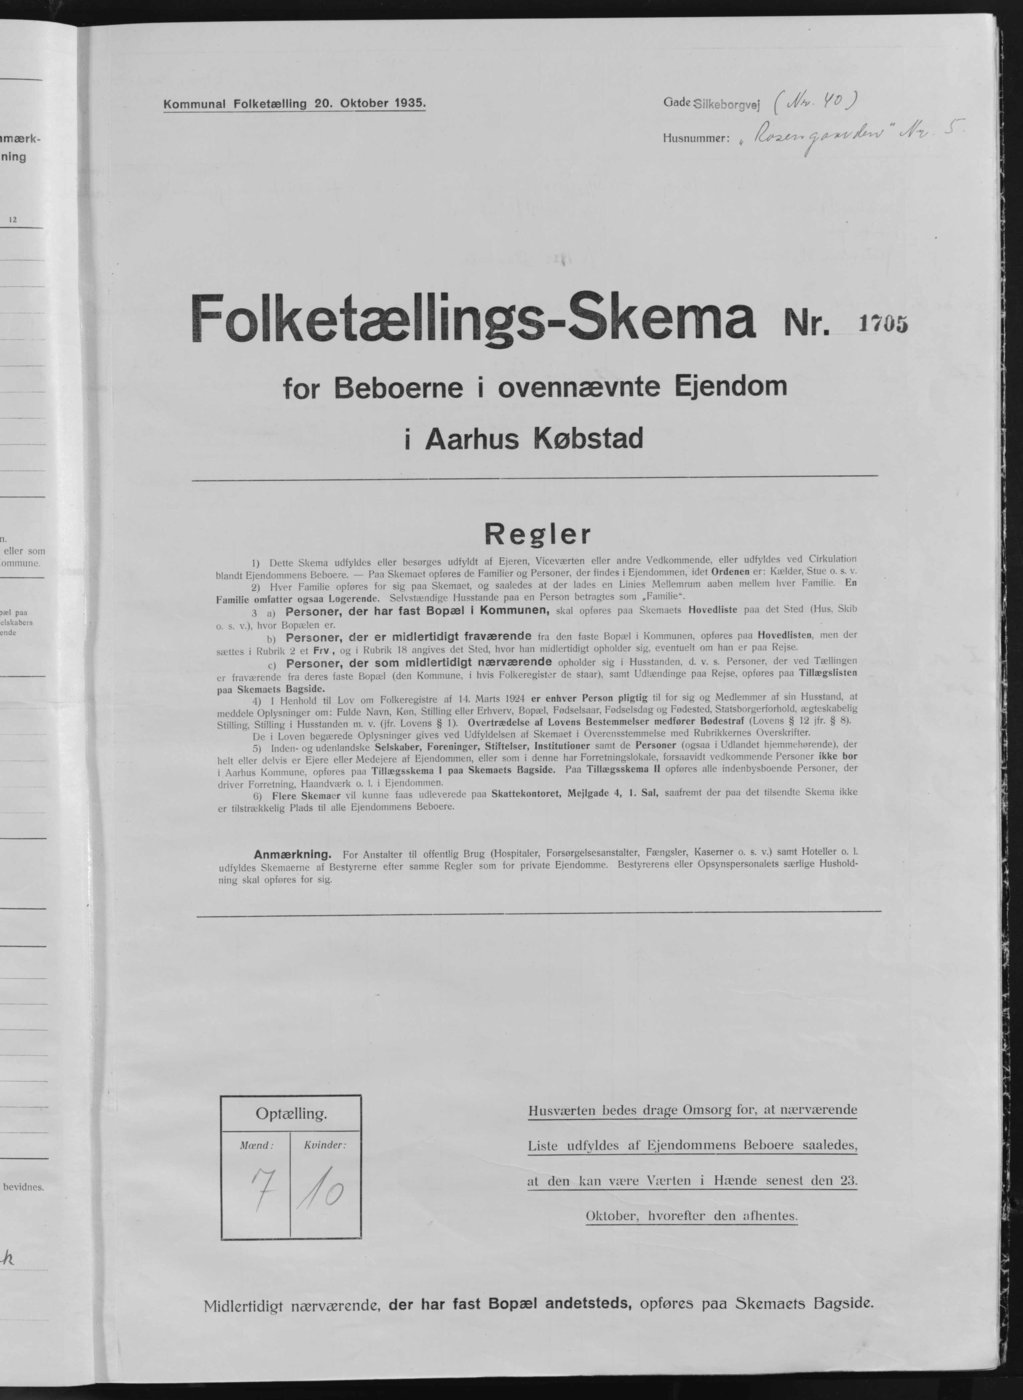 mmærk-
ning
12
n.
eller som
ommune.
pæl paa
elskabers
ende
bevidnes.
k
Kommunal Folketælling 20. Oktober 1935.
Gade Silkeborgvej (Nr. 40)
Husnummer: „Rosengaarden" Nr. 5
Folketællings-Skema Nr. 1705
for Beboerne i ovennævnte Ejendom
i Aarhus Købstad
Regler
1) Dette Skema udfyldes eller besørges udfyldt af Ejeren, Viceværten eller andre Vedkommende, eller udfyldes ved Cirkulation
blandt Ejendommens Beboere. — Paa Skemaet opføres de Familier og Personer, der findes i Ejendommen, idet Ordenen er: Kælder, Stue o. s. v.
2) Hver Familie opføres for sig paa Skemaet, og saaledes at der lades en Linies Mellemrum aaben mellem hver Familie. En
Familie omfatter ogsaa Logerende. Selvstændige Husstande paa en Person betragtes som „Familie“.
3 a) Personer, der har fast Bopæl i Kommunen, skal opføres paa Skemaets Hovedliste paa det Sted (Hus, Skib
o. s. v.), hvor Bopælen er.
b) Personer, der er midlertidigt fraværende fra den faste Bopæl i Kommunen, opføres paa Hovedlisten, men der
sættes i Rubrik 2 et Frv, og i Rubrik 18 angives det Sted, hvor han midlertidigt opholder sig, eventuelt om han er paa Rejse.
c) Personer, der som midlertidigt nærværende opholder sig i Husstanden, d. v. s. Personer, der ved Tællingen
er fraværende fra deres faste Bopæl (den Kommune, i hvis Folkeregister de staar), samt Udlændinge paa Rejse, opføres paa Tillægslisten
paa Skemaets Bagside.
4) I Henhold til Lov om Folkeregistre af 14. Marts 1924 er enhver Person pligtig til for sig og Medlemmer af sin Husstand, at
meddele Oplysninger om: Fulde Navn, Køn, Stilling eller Erhverv, Bopæl, Fødselsaar, Fødselsdag og Fødested, Statsborgerforhold, ægteskabelig
Stilling, Stilling i Husstanden m. v. (jfr. Lovens § 1). Overtrædelse af Lovens Bestemmelser medfører Bødestraf (Lovens § 12 jfr. § 8).
De i Loven begærede Oplysninger gives ved Udfyldelsen af Skemaet i Overensstemmelse med Rubrikkernes Overskrifter.
5) Inden- og udenlandske Selskaber, Foreninger, Stiftelser, Institutioner samt de Personer (ogsaa i Udlandet hjemmehørende), der
helt eller delvis er Ejere eller Medejere af Ejendommen, eller som i denne har Forretningslokale, forsaavidt vedkommende Personer ikke bor
i Aarhus Kommune, opføres paa Tillægsskema I paa Skemaets Bagside. Paa Tillægsskema II opføres alle indenbysboende Personer, der
driver Forretning, Haandværk o. l. i Ejendommen.
6) Flere Skemaer vil kunne faas udleverede paa Skattekontoret, Mejlgade 4, 1. Sal, saafremt der paa det tilsendte Skema ikke
er tilstrækkelig Plads til alle Ejendommens Beboere.
Anmærkning. For Anstalter til offentlig Brug (Hospitaler, Forsørgelsesanstalter, Fængsler, Kaserner o. s. v.) samt Hoteller o. l.
udfyldes Skemaerne af Bestyrerne efter samme Regler som for private Ejendomme. Bestyrerens eller Opsynspersonalets særlige Hushold-
ning skal opføres for sig.
Optælling.
Mænd: Kvinder:
7 10
Husværten bedes drage Omsorg for, at nærværende
Liste udfyldes af Ejendommens Beboere saaledes,
at den kan være Værten i Hænde senest den 23.
Oktober, hvorefter den afhentes.
Midlertidigt nærværende, der har fast Bopæl andetsteds, opføres paa Skemaets Bagside.